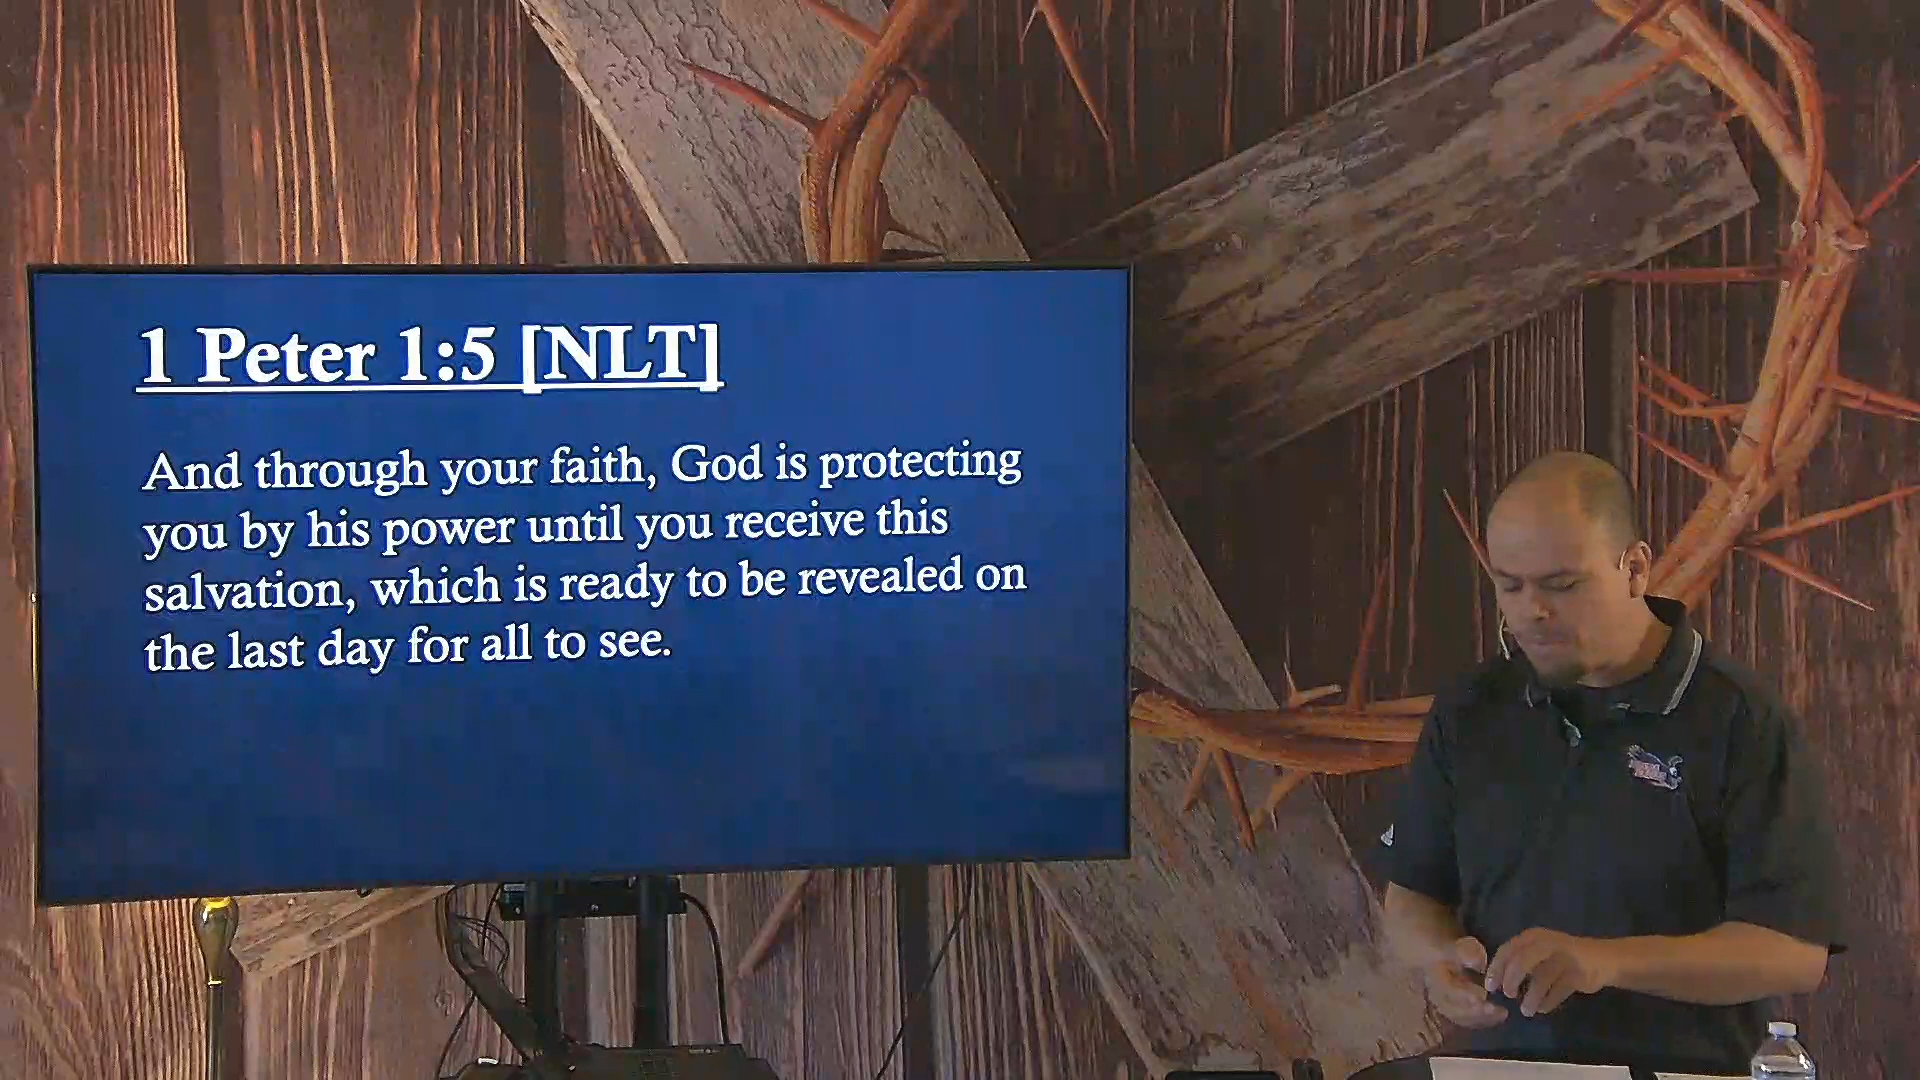 1 Peter 1:5 [NLT]
And through your faith, God is protecting
you by his power until you receive this
salvation, which is ready to be revealed on
the last day for all to see.